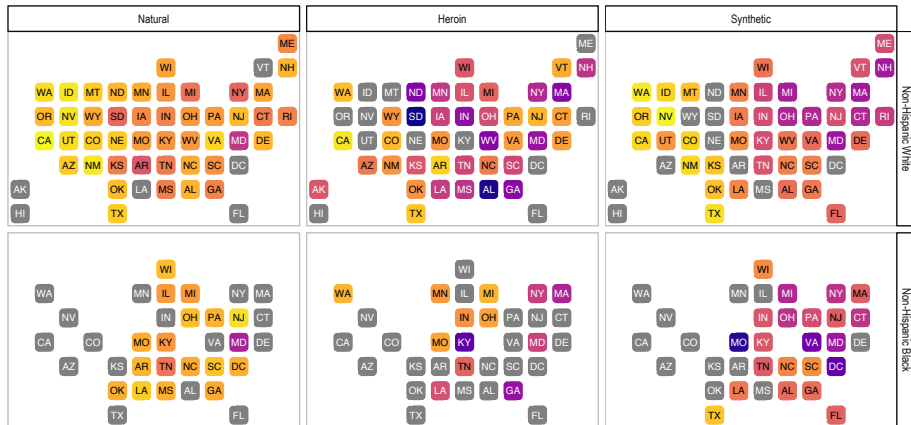 Natural Heroin Synthetic
ME ME ME
WI VT NH WI VT NH WI VT NH
WA ID MT ND MN IL MI NY MA WA ID MT ND MN IL MI NY MA WA ID MT ND MN IL MI NY MA
OR NV WY SD IA IN OH PA NJ CT RI OR NV WY SD IA IN OH PA NJ CT RI OR NV WY SD IA IN OH PA NJ CT RI
CA UT CO NE MO KY WV VA MD DE CA UT CO NE MO KY WV VA MD DE CA UT CO NE MO KY WV VA MD DE
AZ NM KS AR TN NC SC DC AZ NM KS AR TN NC SC DC AZ NM KS AR TN NC SC DC
AK OK LA MS AL GA AK OK LA MS AL GA AK OK LA MS AL GA
HI TX FL HI TX FL HI TX FL
Non-Hispanic White
WI WI WI
WA MN IL MI NY MA WA MN IL MI NY MA WA MN IL MI NY MA
NV IN OH PA NJ CT NV IN OH PA NJ CT NV IN OH PA NJ CT
CA CO MO KY VA MD DE CA CO MO KY VA MD DE CA CO MO KY VA MD DE
AZ KS AR TN NC SC DC AZ KS AR TN NC SC DC AZ KS AR TN NC SC DC
OK LA MS AL GA OK LA MS AL GA OK LA MS AL GA
TX FL TX FL TX FL
Non-Hispanic Black